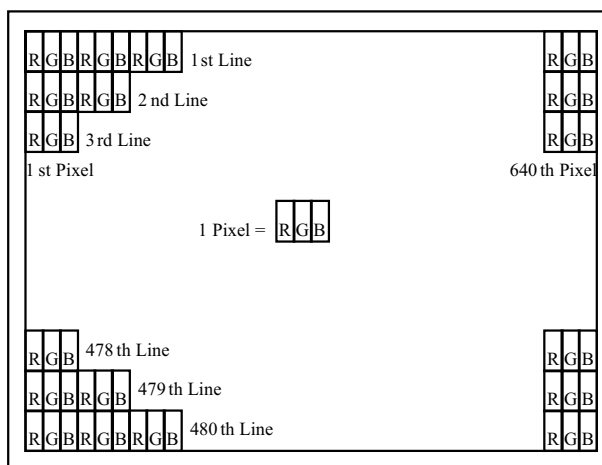 RGBRGBRGB 1st Line RGB
RGBRGB 2nd Line RGB
RGB 3rd Line RGB
1st Pixel 640th Pixel
1 Pixel = RGB
RGB 478th Line RGB
RGBRGB 479th Line RGB
RGBRGBRGB 480th Line RGB